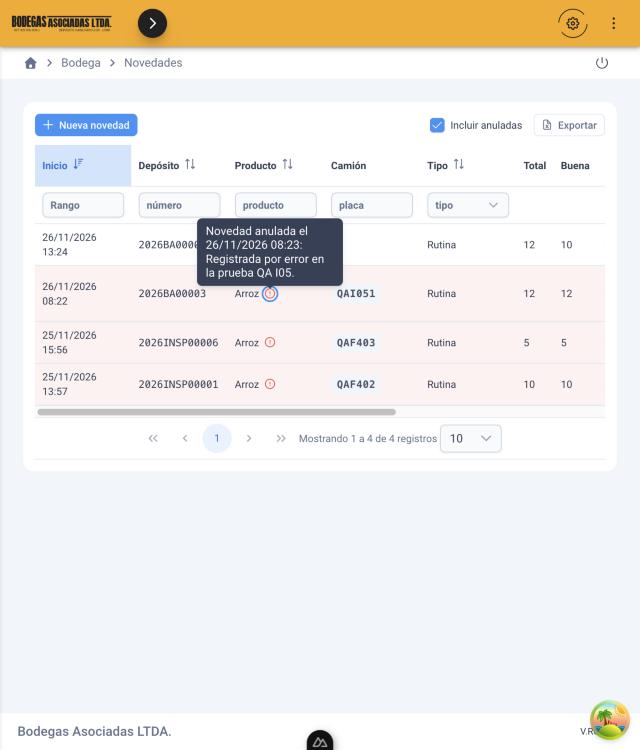 BODEGAS ASOCIADAS LTDA.
Bodega
Novedades
Nueva novedad
Incluir anuladas
Exportar
Inicio
Depósito
Producto
Camión
Tipo
Total
Buena
Rango
número
producto
placa
tipo
26/11/2026
13:24
Rutina
12
10
Novedad anulada el
26/11/2026 08:23:
Registrada por error en
la prueba QA I05.
26/11/2026
08:22
2026BA00003
Arroz
QAI051
Rutina
12
12
25/11/2026
15:56
2026INSP00006
Arroz
QAF403
Rutina
5
5
25/11/2026
13:57
2026INSP00001
Arroz
QAF402
Rutina
10
10
1
Mostrando 1 a 4 de 4 registros
10
Bodegas Asociadas LTDA.